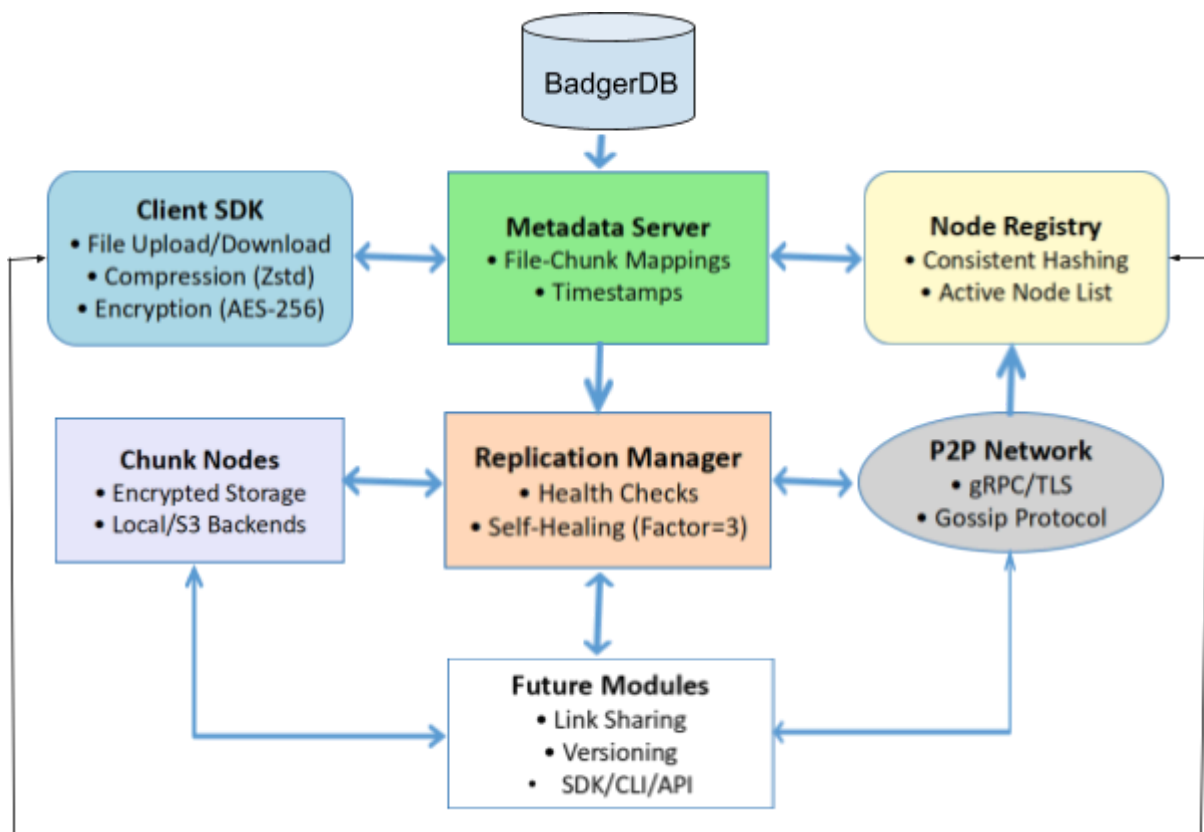 BadgerDB
Client SDK
• File Upload/Download
• Compression (Zstd)
• Encryption (AES-256)
Metadata Server
• File-Chunk Mappings
• Timestamps
Node Registry
• Consistent Hashing
• Active Node List
Chunk Nodes
• Encrypted Storage
• Local/S3 Backends
Replication Manager
• Health Checks
• Self-Healing (Factor=3)
P2P Network
• gRPC/TLS
• Gossip Protocol
Future Modules
• Link Sharing
• Versioning
• SDK/CLI/API